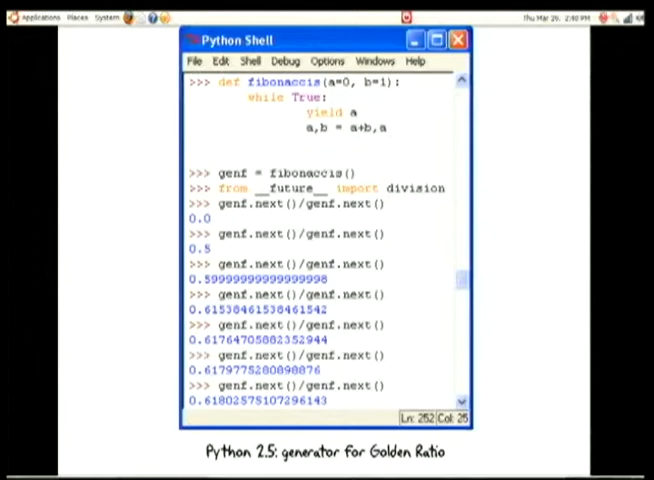 Applications Places System
Thu Mar 26, 2:40 PM
Python Shell
File Edit Shell Debug Options Windows Help
>>> def fibonaccis(a=0, b=1):
while True:
yield a
a,b = a+b,a
>>> genf = fibonaccis()
>>> from __future__ import division
>>> genf.next()/genf.next()
0.0
>>> genf.next()/genf.next()
0.5
>>> genf.next()/genf.next()
0.59999999999999998
>>> genf.next()/genf.next()
0.61538461538461542
>>> genf.next()/genf.next()
0.61764705882352944
>>> genf.next()/genf.next()
0.6179775280898876
>>> genf.next()/genf.next()
0.61802575107296143
Ln: 252 Col: 25
Python 2.5: generator for Golden Ratio